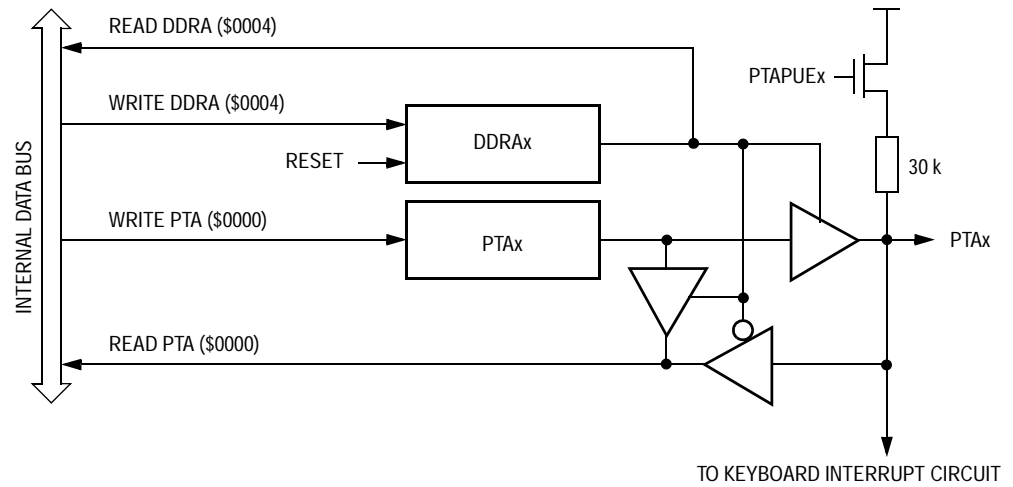 READ DDRA ($0004)
PTAPUEx
WRITE DDRA ($0004)
DDRAx
RESET
30 k
INTERNAL DATA BUS
WRITE PTA ($0000)
PTAx
PTAx
READ PTA ($0000)
TO KEYBOARD INTERRUPT CIRCUIT